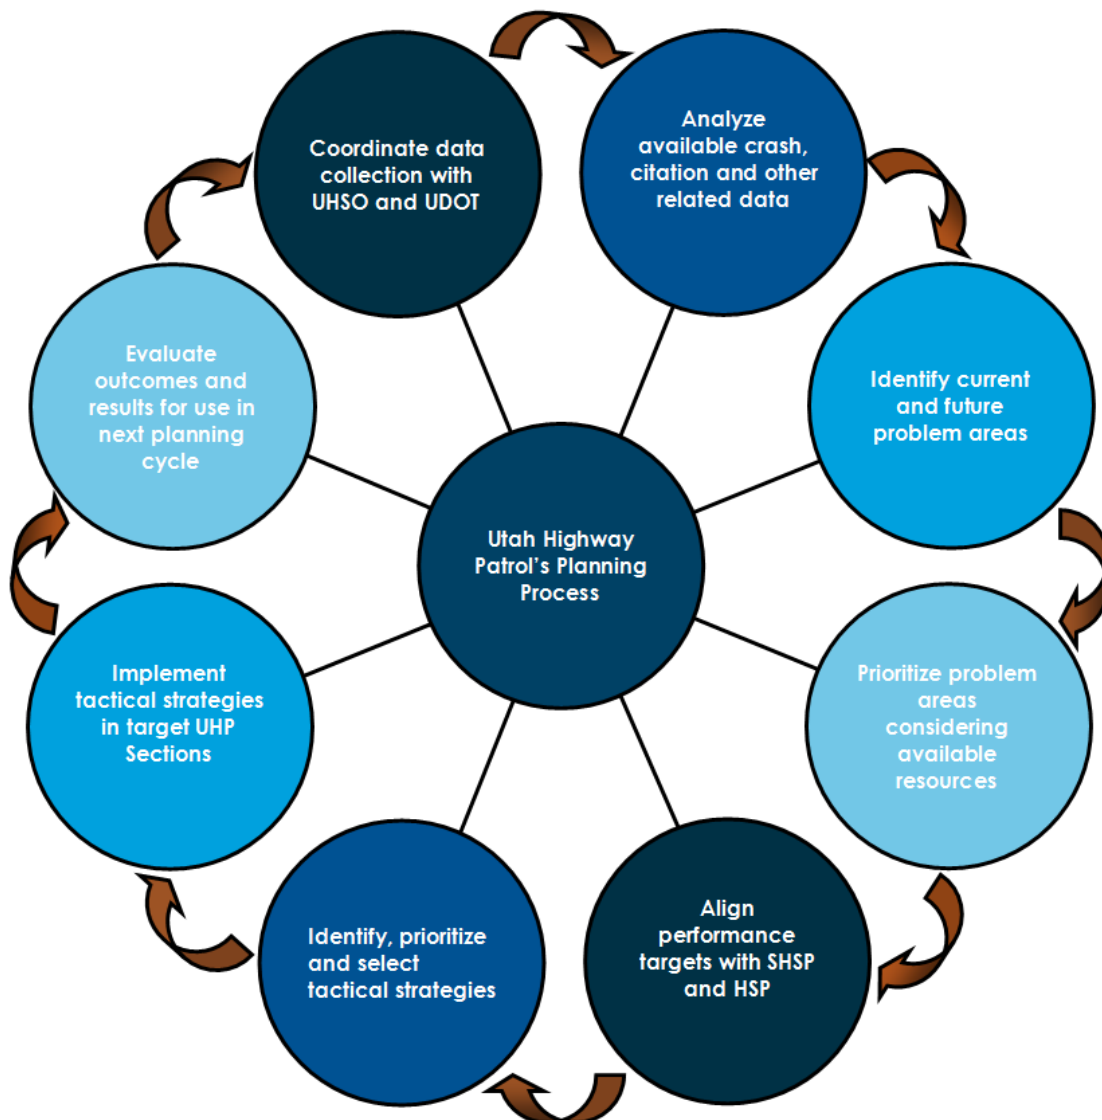 Coordinate data
collection with
UHSO and UDOT
Analyze
available crash,
citation and other
related data
Identify current
and future
problem areas
Prioritize problem
areas
considering
available
resources
Align
performance
targets with SHSP
and HSP
Identify, prioritize
and select
tactical strategies
Implement
tactical strategies
in target UHP
Sections
Evaluate
outcomes and
results for use in
next planning
cycle
Utah Highway
Patrol’s Planning
Process